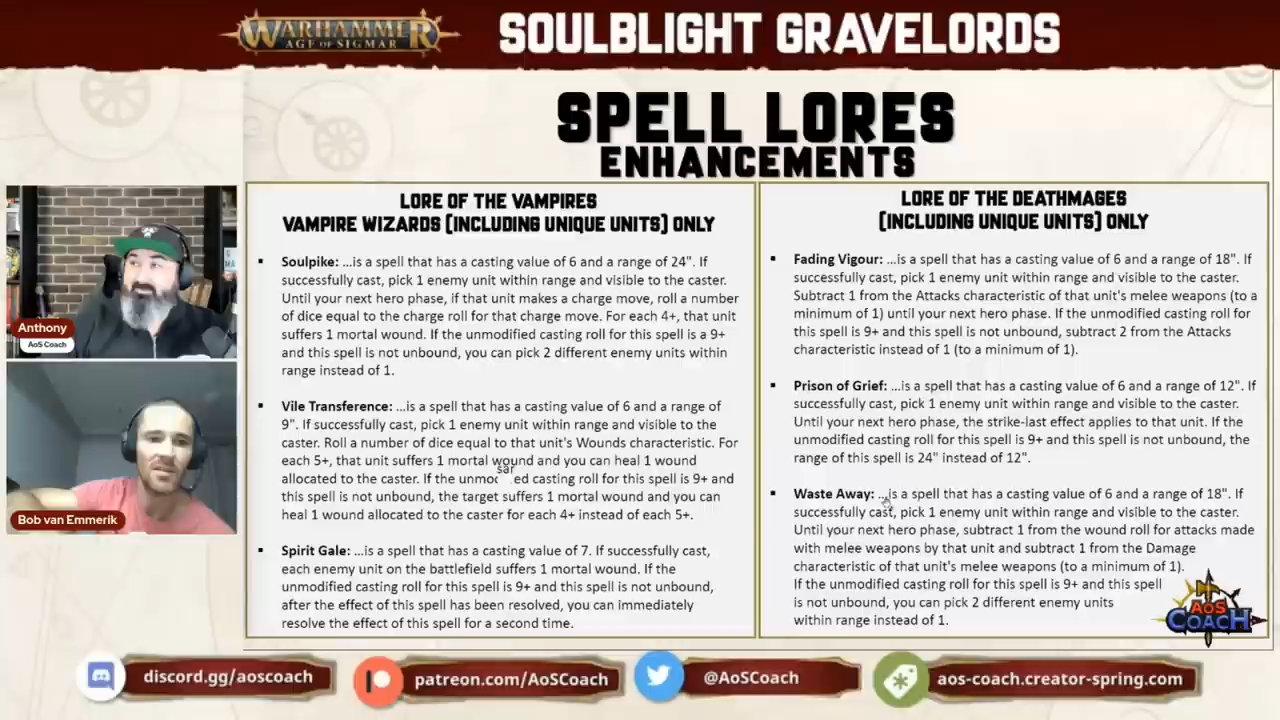 WARHAMMER
AGE OF SIGMAR
SOULBLIGHT GRAVELORDS
SPELL LORES
ENHANCEMENTS
Anthony
AoS Coach
Bob van Emmerik
LORE OF THE VAMPIRES
VAMPIRE WIZARDS (INCLUDING UNIQUE UNITS) ONLY
▪ Soulpike: ...is a spell that has a casting value of 6 and a range of 24". If
successfully cast, pick 1 enemy unit within range and visible to the caster.
Until your next hero phase, if that unit makes a charge move, roll a number
of dice equal to the charge roll for that charge move. For each 4+, that unit
suffers 1 mortal wound. If the unmodified casting roll for this spell is a 9+
and this spell is not unbound, you can pick 2 different enemy units within
range instead of 1.
▪ Vile Transference: ...is a spell that has a casting value of 6 and a range of
9". If successfully cast, pick 1 enemy unit within range and visible to the
caster. Roll a number of dice equal to that unit's Wounds characteristic. For
each 5+, that unit suffers 1 mortal wound and you can heal 1 wound
allocated to the caster. If the unmod ed casting roll for this spell is 9+ and
this spell is not unbound, the target suffers 1 mortal wound and you can
heal 1 wound allocated to the caster for each 4+ instead of each 5+.
▪ Spirit Gale: ...is a spell that has a casting value of 7. If successfully cast,
each enemy unit on the battlefield suffers 1 mortal wound. If the
unmodified casting roll for this spell is 9+ and this spell is not unbound,
after the effect of this spell has been resolved, you can immediately
resolve the effect of this spell for a second time.
LORE OF THE DEATHMAGES
(INCLUDING UNIQUE UNITS) ONLY
▪ Fading Vigour: ...is a spell that has a casting value of 6 and a range of 18". If
successfully cast, pick 1 enemy unit within range and visible to the caster.
Subtract 1 from the Attacks characteristic of that unit's melee weapons (to a
minimum of 1) until your next hero phase. If the unmodified casting roll for
this spell is 9+ and this spell is not unbound, subtract 2 from the Attacks
characteristic instead of 1 (to a minimum of 1).
▪ Prison of Grief: ...is a spell that has a casting value of 6 and a range of 12". If
successfully cast, pick 1 enemy unit within range and visible to the caster.
Until your next hero phase, the strike-last effect applies to that unit. If the
unmodified casting roll for this spell is 9+ and this spell is not unbound, the
range of this spell is 24" instead of 12".
▪ Waste Away: ...is a spell that has a casting value of 6 and a range of 18". If
successfully cast, pick 1 enemy unit within range and visible to the caster.
Until your next hero phase, subtract 1 from the wound roll for attacks made
with melee weapons by that unit and subtract 1 from the Damage
characteristic of that unit's melee weapons (to a minimum of 1).
If the unmodified casting roll for this spell is 9+ and this spell
is not unbound, you can pick 2 different enemy units
within range instead of 1.
AoS
COACH
discord.gg/aoscoach
patreon.com/AoSCoach
@AoSCoach
aos-coach.creator-spring.com